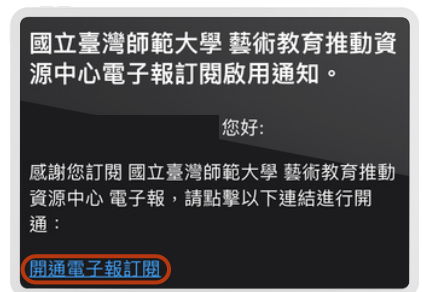 國立臺灣師範大學 藝術教育推動資
源中心電子報訂閱啟用通知。
您好:
感謝您訂閱 國立臺灣師範大學 藝術教育推動
資源中心 電子報，請點擊以下連結進行開
通：
開通電子報訂閱